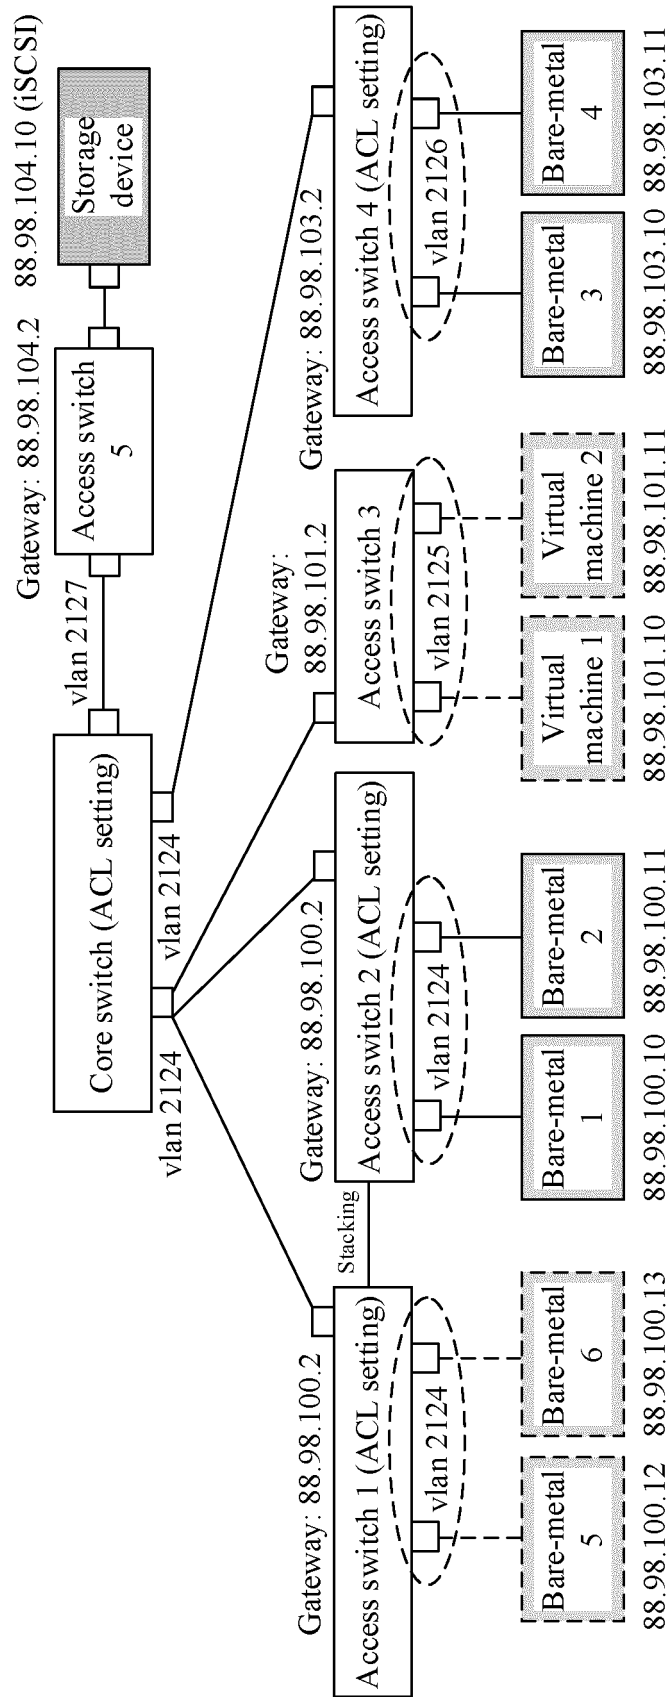 Gateway: 88.98.104.2
88.98.104.10 (iSCSI)
Core switch (ACL setting)
vlan 2127
Access switch
5
Storage
device
vlan 2124
vlan 2124
Gateway: 88.98.100.2
Gateway: 88.98.100.2
Gateway:
88.98.101.2
Gateway: 88.98.103.2
Access switch 1 (ACL setting)
Stacking
Access switch 2 (ACL setting)
Access switch 3
Access switch 4 (ACL setting)
vlan 2124
vlan 2124
vlan 2125
vlan 2126
Bare-metal
5
Bare-metal
6
Bare-metal
1
Bare-metal
2
Virtual
machine 1
Virtual
machine 2
Bare-metal
3
Bare-metal
4
88.98.100.12
88.98.100.13
88.98.100.10
88.98.100.11
88.98.101.10
88.98.101.11
88.98.103.10
88.98.103.11